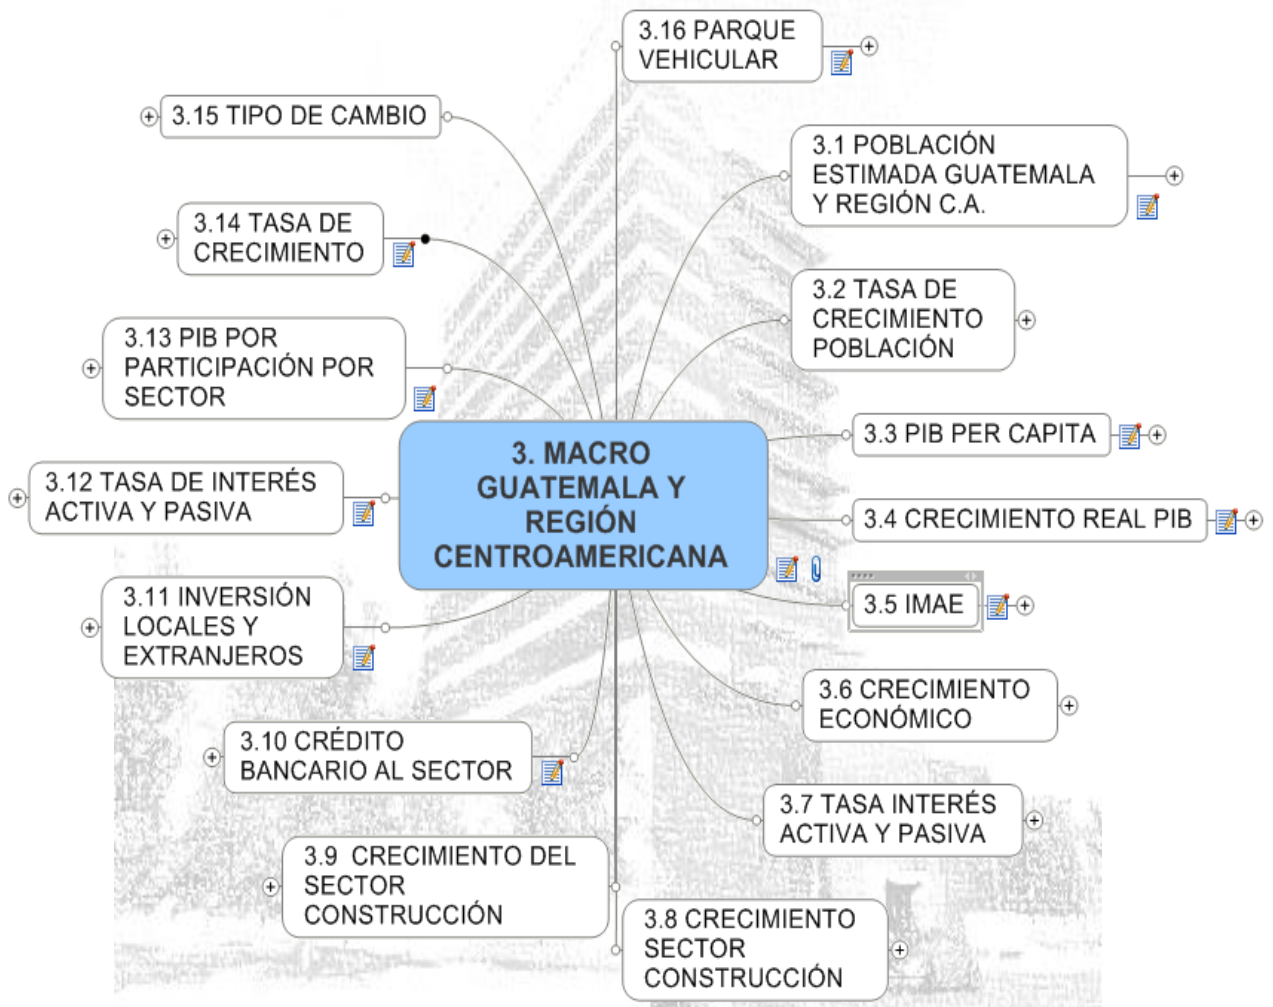 3. MACRO
GUATEMALA Y
REGIÓN
CENTROAMERICANA
3.1 POBLACIÓN
ESTIMADA GUATEMALA
Y REGIÓN C.A.
3.2 TASA DE
CRECIMIENTO
POBLACIÓN
3.3 PIB PER CAPITA
3.4 CRECIMIENTO REAL PIB
3.5 IMAE
3.6 CRECIMIENTO
ECONÓMICO
3.7 TASA INTERÉS
ACTIVA Y PASIVA
3.8 CRECIMIENTO
SECTOR
CONSTRUCCIÓN
3.9 CRECIMIENTO DEL
SECTOR
CONSTRUCCIÓN
3.10 CRÉDITO
BANCARIO AL SECTOR
3.11 INVERSIÓN
LOCALES Y
EXTRANJEROS
3.12 TASA DE INTERÉS
ACTIVA Y PASIVA
3.13 PIB POR
PARTICIPACIÓN POR
SECTOR
3.14 TASA DE
CRECIMIENTO
3.15 TIPO DE CAMBIO
3.16 PARQUE
VEHICULAR